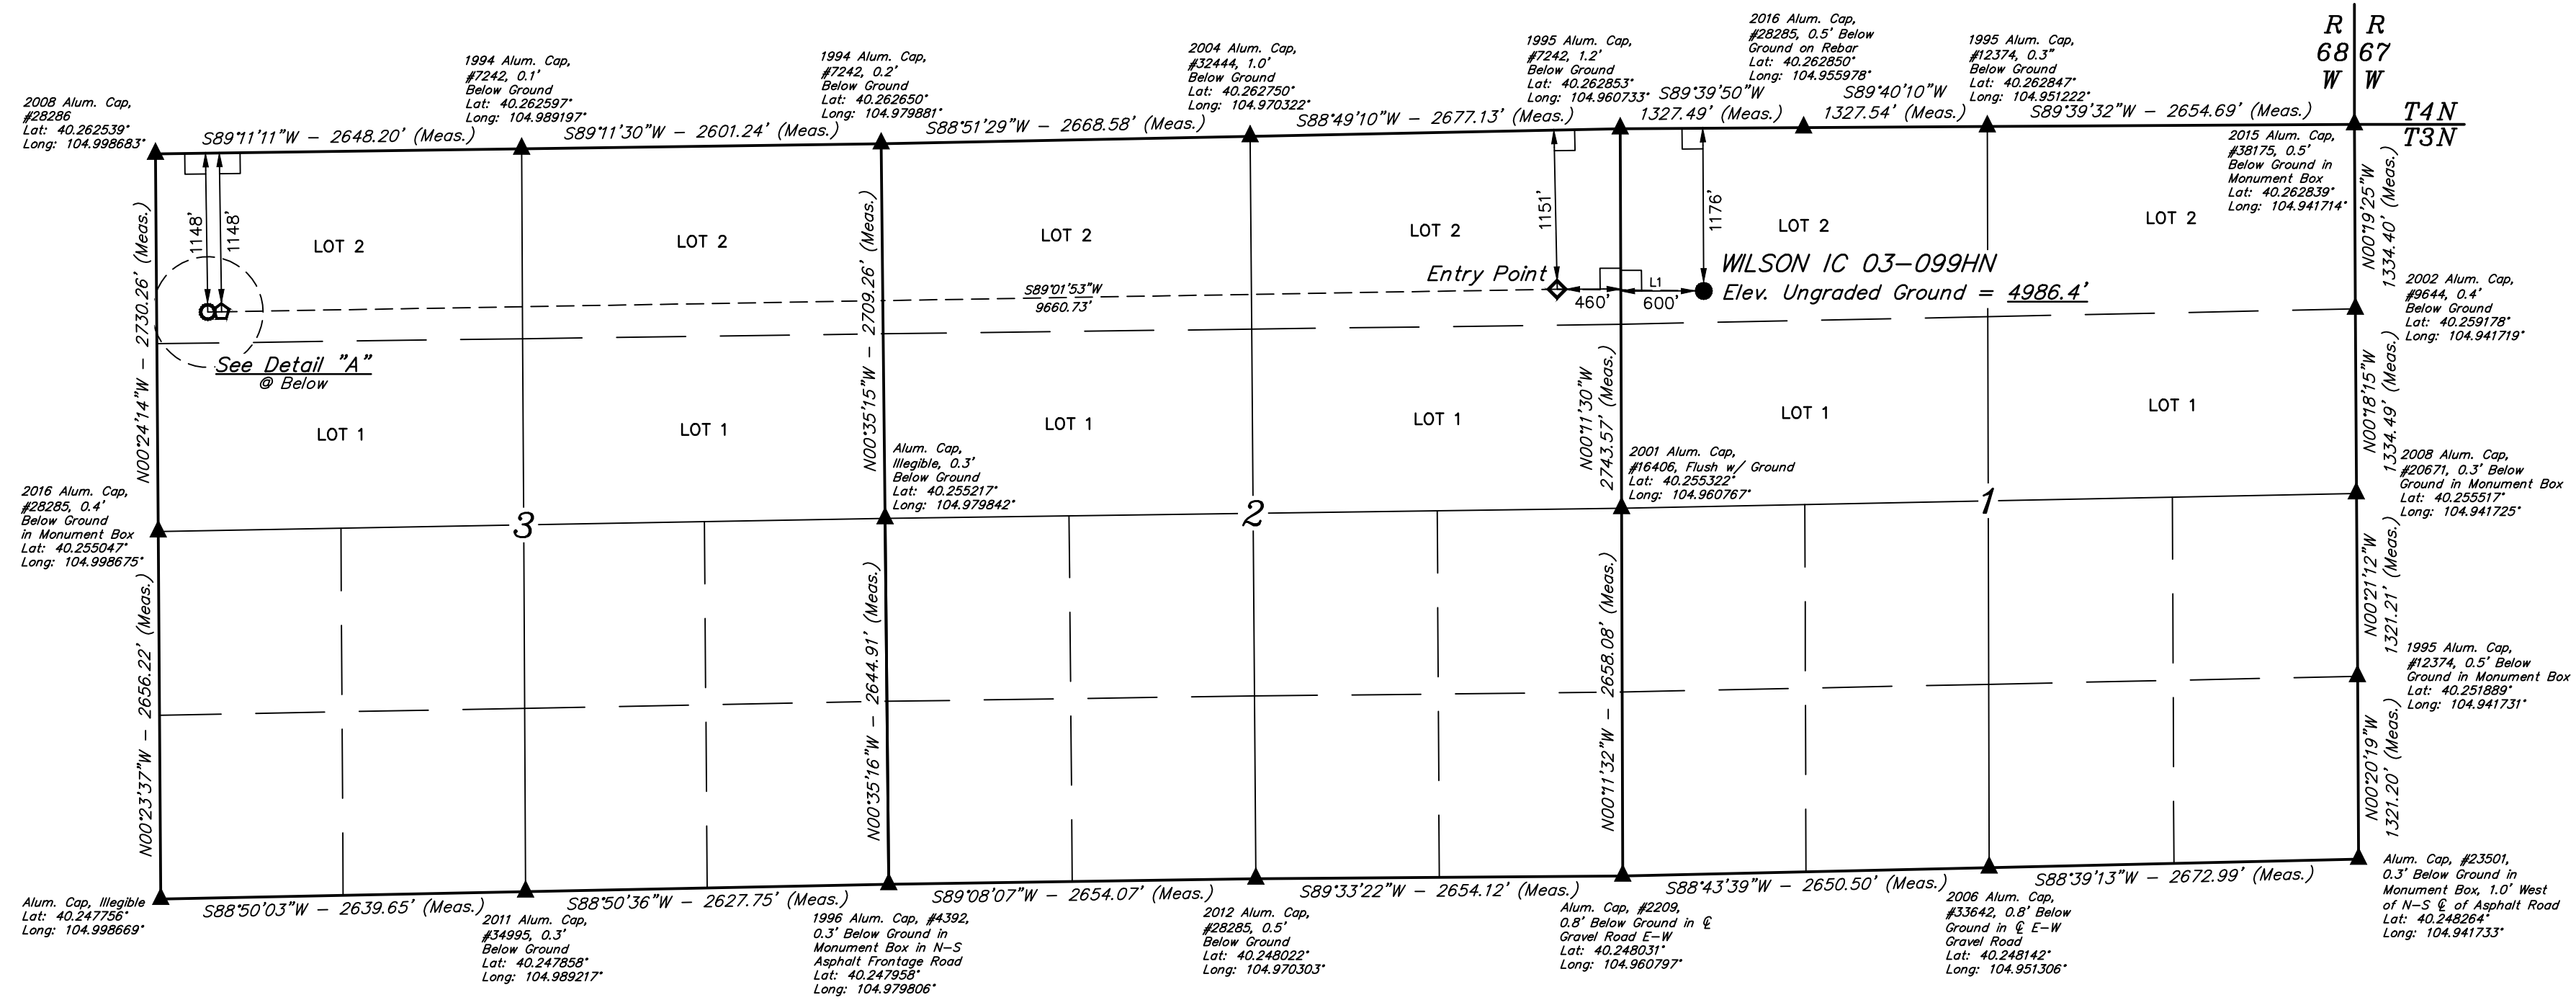 R R
68 67
W W
T4N
T3N
2008 Alum. Cap,
#28286
Lat: 40.262539°
Long: 104.998683°
1994 Alum. Cap,
#7242, 0.1'
Below Ground
Lat: 40.262597°
Long: 104.989197°
1994 Alum. Cap,
#7242, 0.2'
Below Ground
Lat: 40.262650°
Long: 104.979881°
2004 Alum. Cap,
#32444, 1.0'
Below Ground
Lat: 40.262750°
Long: 104.970322°
1995 Alum. Cap,
#7242, 1.2'
Below Ground
Lat: 40.262853°
Long: 104.960733°
2016 Alum. Cap,
#28285, 0.5' Below
Ground on Rebar
Lat: 40.262850°
Long: 104.955978°
1995 Alum. Cap,
#12374, 0.3"
Below Ground
Lat: 40.262847°
Long: 104.951222°
2015 Alum. Cap,
#38175, 0.5'
Below Ground in
Monument Box
Lat: 40.262839°
Long: 104.941714°
S89°11'11"W - 2648.20' (Meas.)
S89°11'30"W - 2601.24' (Meas.)
S88°51'29"W - 2668.58' (Meas.)
S88°49'10"W - 2677.13' (Meas.)
S89°39'50"W
1327.49' (Meas.)
S89°40'10"W
1327.54' (Meas.)
S89°39'32"W - 2654.69' (Meas.)
N00°24'14"W - 2730.26' (Meas.)
1148'
1148'
LOT 2
LOT 2
N00°35'15"W - 2709.26' (Meas.)
LOT 2
LOT 2
1151'
1176'
LOT 2
LOT 2
N00°19'25"W
1334.40' (Meas.)
Entry Point
460'
L1
600'
WILSON IC 03-099HN
Elev. Ungraded Ground = 4986.4'
S89°01'53"W
9660.73'
See Detail "A"
@ Below
2002 Alum. Cap,
#9644, 0.4'
Below Ground
Lat: 40.259178°
Long: 104.941719°
LOT 1
LOT 1
LOT 1
LOT 1
LOT 1
LOT 1
N00°11'30"W
2743.57' (Meas.)
N00°18'15"W
1334.49' (Meas.)
2016 Alum. Cap,
#28285, 0.4'
Below Ground
in Monument Box
Lat: 40.255047°
Long: 104.998675°
Alum. Cap,
Illegible, 0.3'
Below Ground
Lat: 40.255217°
Long: 104.979842°
2001 Alum. Cap,
#16406, Flush w/ Ground
Lat: 40.255322°
Long: 104.960767°
2008 Alum. Cap,
#20671, 0.3' Below
Ground in Monument Box
Lat: 40.255517°
Long: 104.941725°
3
2
1
N00°23'37"W - 2656.22' (Meas.)
N00°35'16"W - 2644.91' (Meas.)
N00°11'32"W - 2658.08' (Meas.)
N00°21'12"W
1321.21' (Meas.)
1995 Alum. Cap,
#12374, 0.5' Below
Ground in Monument Box
Lat: 40.251889°
Long: 104.941731°
N00°20'19"W
1321.20' (Meas.)
S88°50'03"W - 2639.65' (Meas.)
S88°50'36"W - 2627.75' (Meas.)
S89°08'07"W - 2654.07' (Meas.)
S89°33'22"W - 2654.12' (Meas.)
S88°43'39"W - 2650.50' (Meas.)
S88°39'13"W - 2672.99' (Meas.)
Alum. Cap, Illegible
Lat: 40.247756°
Long: 104.998669°
2011 Alum. Cap,
#34995, 0.3'
Below Ground
Lat: 40.247858°
Long: 104.989217°
1996 Alum. Cap, #4392,
0.3' Below Ground in
Monument Box in N-S
Asphalt Frontage Road
Lat: 40.247958°
Long: 104.979806°
2012 Alum. Cap,
#28285, 0.5'
Below Ground
Lat: 40.248022°
Long: 104.970303°
Alum. Cap, #2209,
0.8' Below Ground in ℄
Gravel Road E-W
Lat: 40.248031°
Long: 104.960797°
2006 Alum. Cap,
#33642, 0.8' Below
Ground in ℄ E-W
Gravel Road
Lat: 40.248142°
Long: 104.951306°
Alum. Cap, #23501,
0.3' Below Ground in
Monument Box, 1.0' West
of N-S ℄ of Asphalt Road
Lat: 40.248264°
Long: 104.941733°